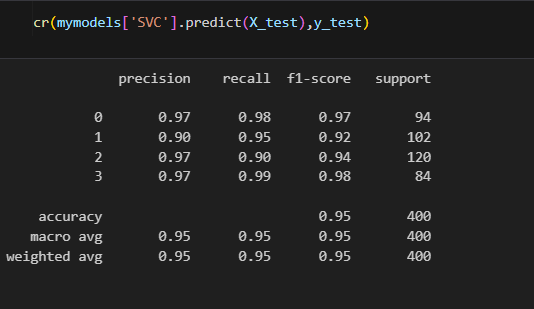 cr(mymodels['SVC'].predict(X_test),y_test)
precision recall f1-score support
0 0.97 0.98 0.97 94
1 0.90 0.95 0.92 102
2 0.97 0.90 0.94 120
3 0.97 0.99 0.98 84
accuracy 0.95 400
macro avg 0.95 0.95 0.95 400
weighted avg 0.95 0.95 0.95 400